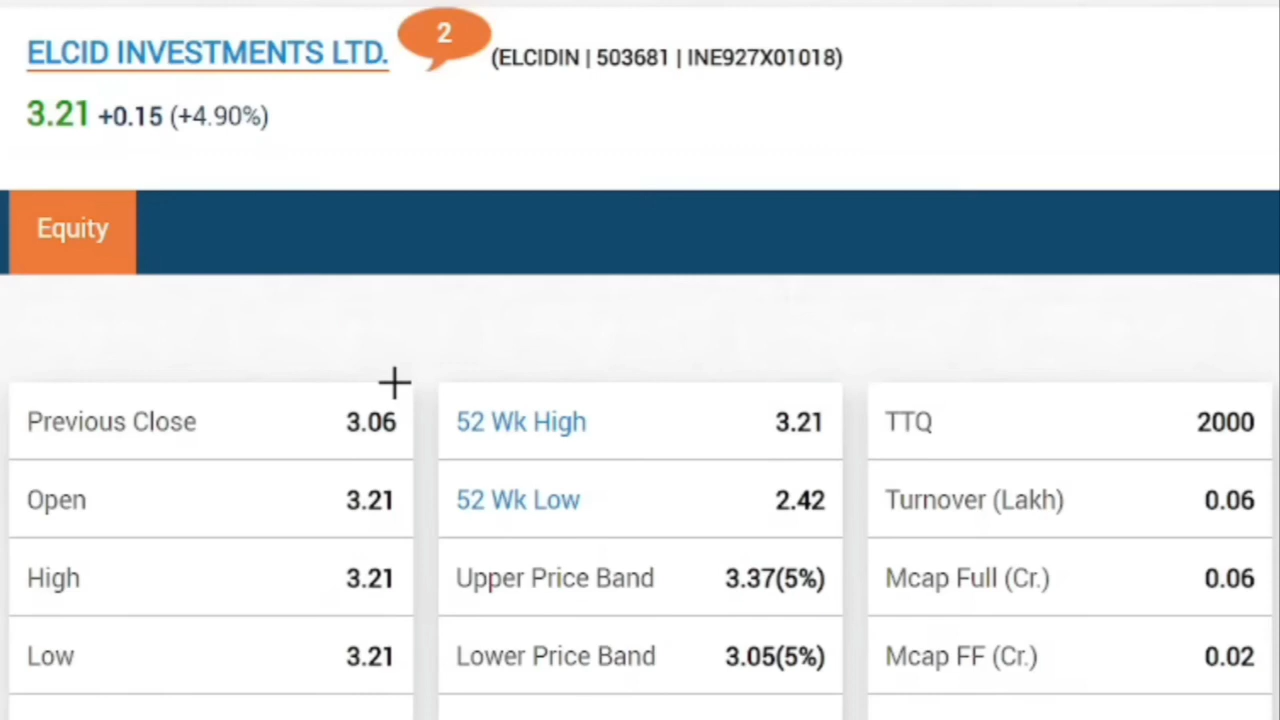 ELCID INVESTMENTS LTD. 2 (ELCIDIN | 503681 | INE927X01018)
3.21 +0.15 (+4.90%)
Equity
Previous Close 3.06
Open 3.21
High 3.21
Low 3.21
52 Wk High 3.21
52 Wk Low 2.42
Upper Price Band 3.37(5%)
Lower Price Band 3.05(5%)
TTQ 2000
Turnover (Lakh) 0.06
Mcap Full (Cr.) 0.06
Mcap FF (Cr.) 0.02